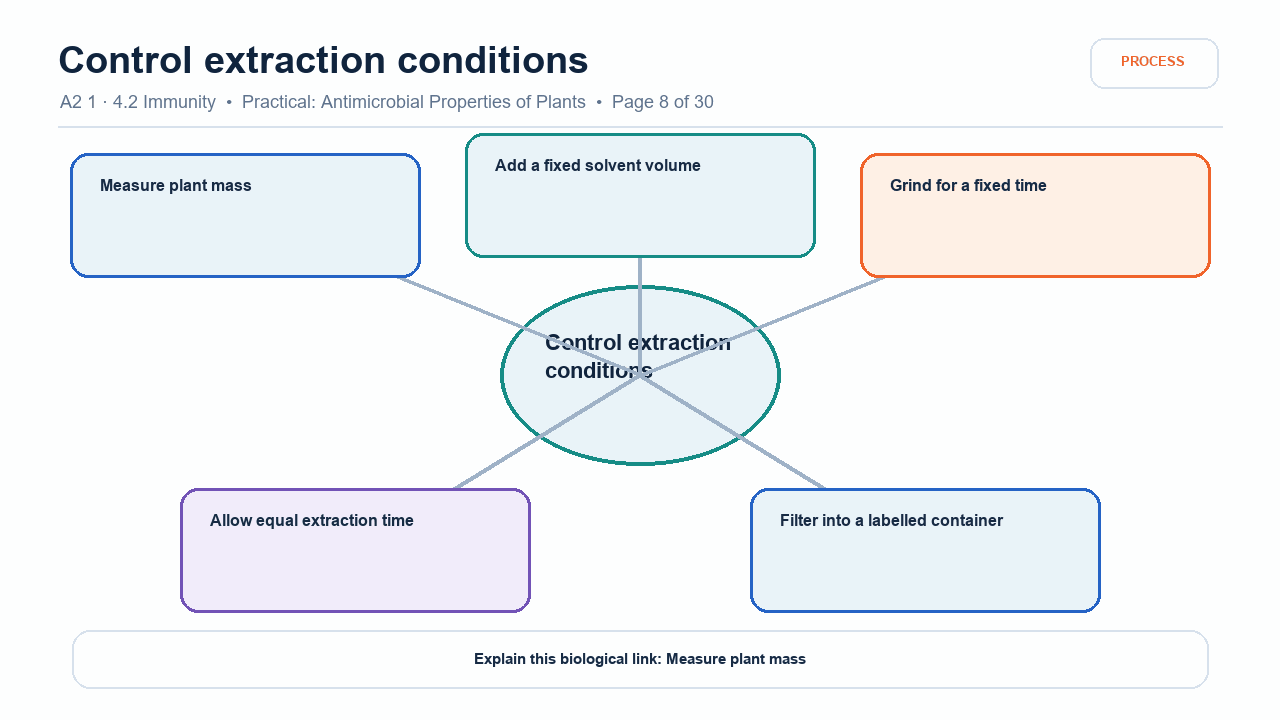 Control extraction conditions
PROCESS
A2 1 · 4.2 Immunity • Practical: Antimicrobial Properties of Plants • Page 8 of 30
Measure plant mass
Add a fixed solvent volume
Grind for a fixed time
Control extraction
conditions
Allow equal extraction time
Filter into a labelled container
Explain this biological link: Measure plant mass